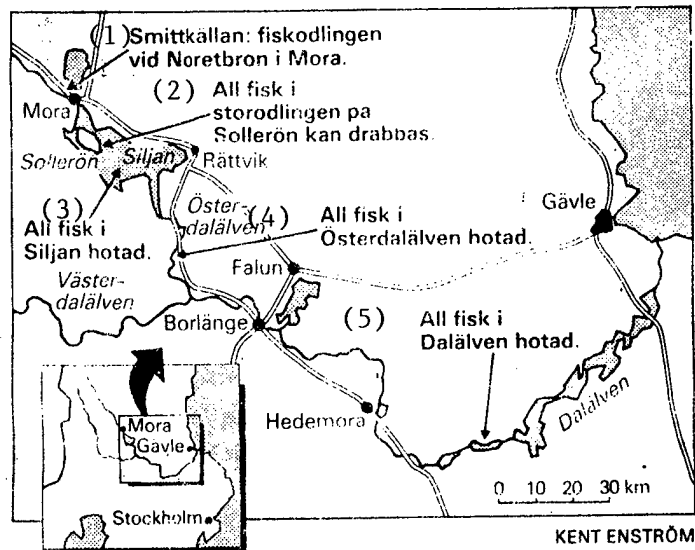 (1) Smittkällan: fiskodlingen
vid Noretbron i Mora.
(2) All fisk i
storodlingen pa
Sollerön kan drabbas.
Mora
Sollerön
Siljan
Rättvik
(3)
All fisk i
Siljan hotad.
Öster-
dalälven
(4) All fisk i
Österdalälven hotad.
Gävle
Väster-
dalälven
Falun
Borlänge
(5) All fisk i
Dalälven hotad.
Hedemora
Dalälven
Mora
Gävle
Stockholm
0 10 20 30 km
KENT ENSTRÖM